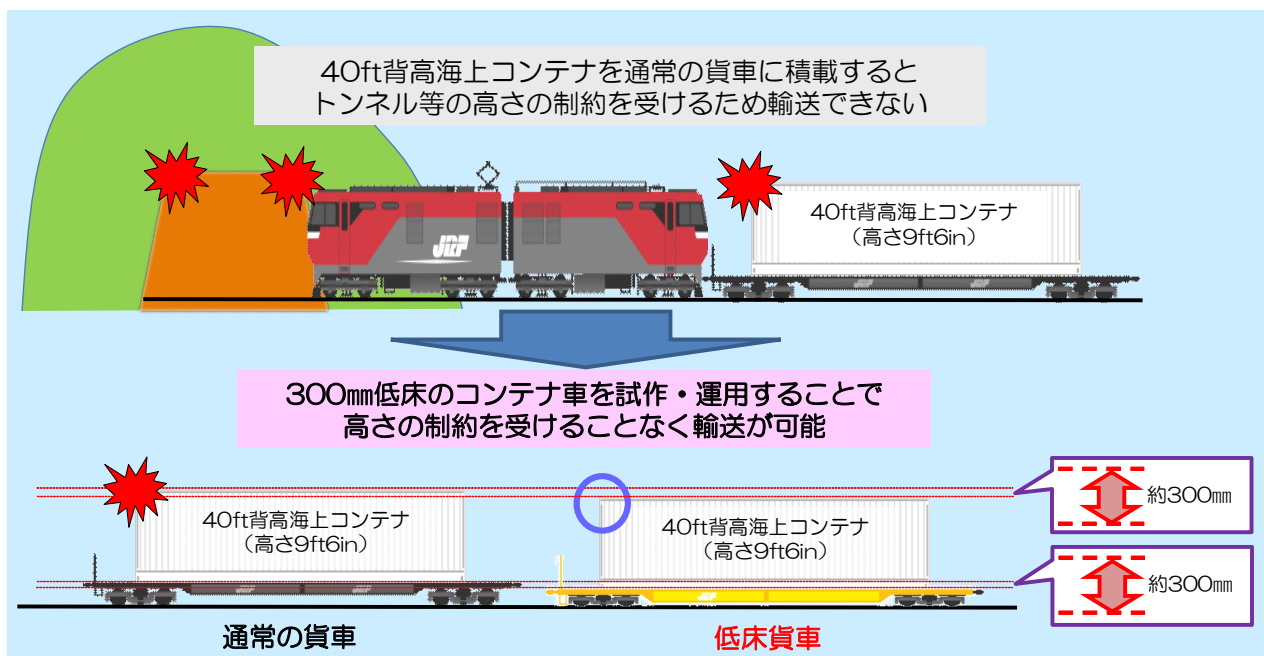 40ft背高海上コンテナを通常の貨車に積載すると
トンネル等の高さの制約を受けるため輸送できない
40ft背高海上コンテナ
（高さ9ft6in）
JRF
JRF
JRF
300㎜低床のコンテナ車を試作・運用することで
高さの制約を受けることなく輸送が可能
40ft背高海上コンテナ
（高さ9ft6in）
40ft背高海上コンテナ
（高さ9ft6in）
約300㎜
約300㎜
JRF
JRF
JRF
通常の貨車
低床貨車